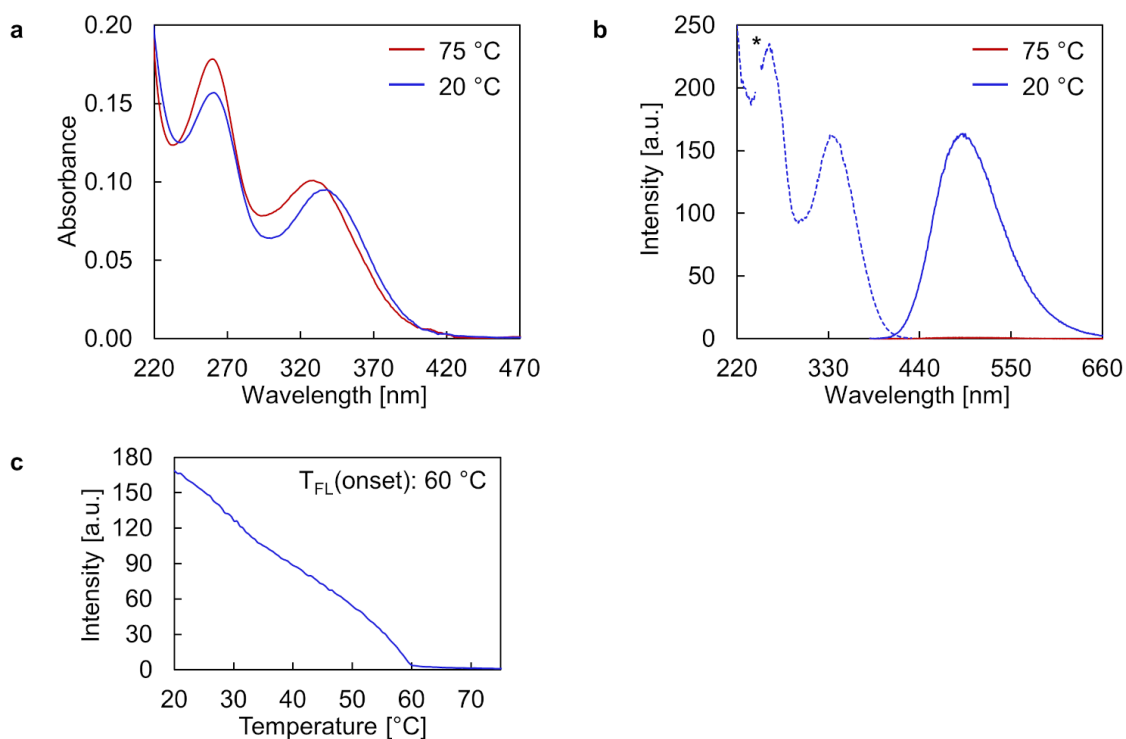 a
0.20
0.15
0.10
0.05
0.00
Absorbance
75 °C
20 °C
220 270 320 370 420 470
Wavelength [nm]
b
250
200
150
100
50
0
Intensity [a.u.]
*
75 °C
20 °C
220 330 440 550 660
Wavelength [nm]
c
180
150
120
90
60
30
0
Intensity [a.u.]
T_FL(onset): 60 °C
20 30 40 50 60 70
Temperature [°C]